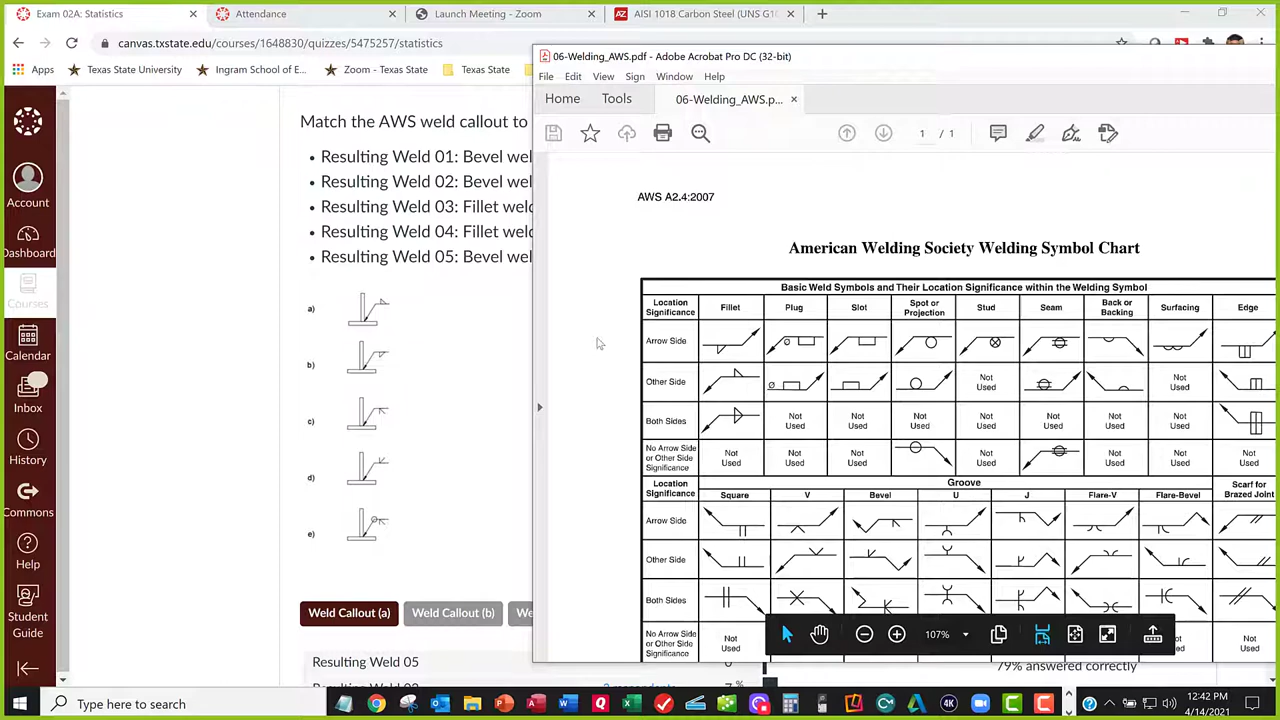 Exam 02A: Statistics
Attendance
Launch Meeting - Zoom
AZ AISI 1018 Carbon Steel (UNS G10
canvas.txstate.edu/courses/1648830/quizzes/5475257/statistics
Apps
Texas State University
Ingram School of E...
Zoom - Texas State
Texas State
06-Welding_AWS.pdf - Adobe Acrobat Pro DC (32-bit)
File Edit View Sign Window Help
Home Tools 06-Welding_AWS.p...
1 / 1
Account
Dashboard
Courses
Calendar
Inbox
History
Commons
Help
Student
Guide
Match the AWS weld callout to
Resulting Weld 01: Bevel wel
Resulting Weld 02: Bevel wel
Resulting Weld 03: Fillet weld
Resulting Weld 04: Fillet weld
Resulting Weld 05: Bevel wel
a)
b)
c)
d)
e)
Weld Callout (a)
Weld Callout (b)
We
Resulting Weld 05
79% answered correctly
AWS A2.4:2007
American Welding Society Welding Symbol Chart
Basic Weld Symbols and Their Location Significance within the Welding Symbol
Location Significance Fillet Plug Slot Spot or Projection Stud Seam Back or Backing Surfacing Edge
Arrow Side
Other Side Not Used Not Used
Both Sides Not Used Not Used Not Used Not Used Not Used Not Used Not Used
No Arrow Side or Other Side Significance Not Used Not Used Not Used Not Used Not Used Not Used Not Used
Location Significance Groove Scarf for Brazed Joint
Square V Bevel U J Flare-V Flare-Bevel
Arrow Side
Other Side
Both Sides
No Arrow Side or Other Side Not Used Not Used
107%
Type here to search
12:42 PM
4/14/2021